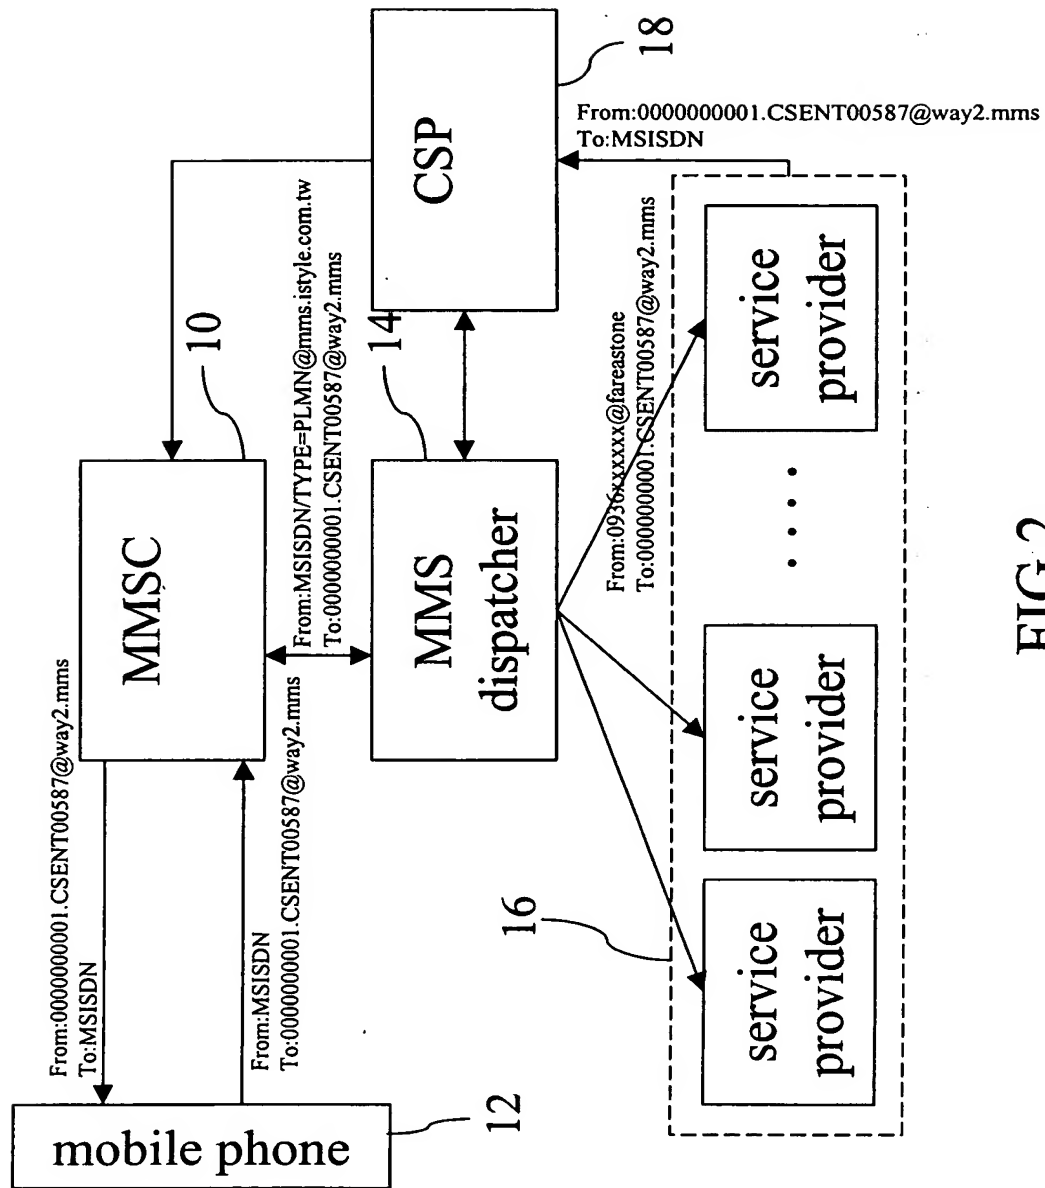 mobile phone
12
From:0000000001.CSENT00587@way2.mms
To:MSISDN
From:MSISDN
To:0000000001.CSENT00587@way2.mms
MMSC
10
From:MSISDN/TYPE=PLMN@mms.istyle.com.tw
To:0000000001.CSENT00587@way2.mms
MMS
dispatcher
14
CSP
18
From:0000000001.CSENT00587@way2.mms
To:MSISDN
From:0936xxxxxx@fareastone
To:0000000001.CSENT00587@way2.mms
16
service
provider
service
provider
. . . .
service
provider
FIG.2